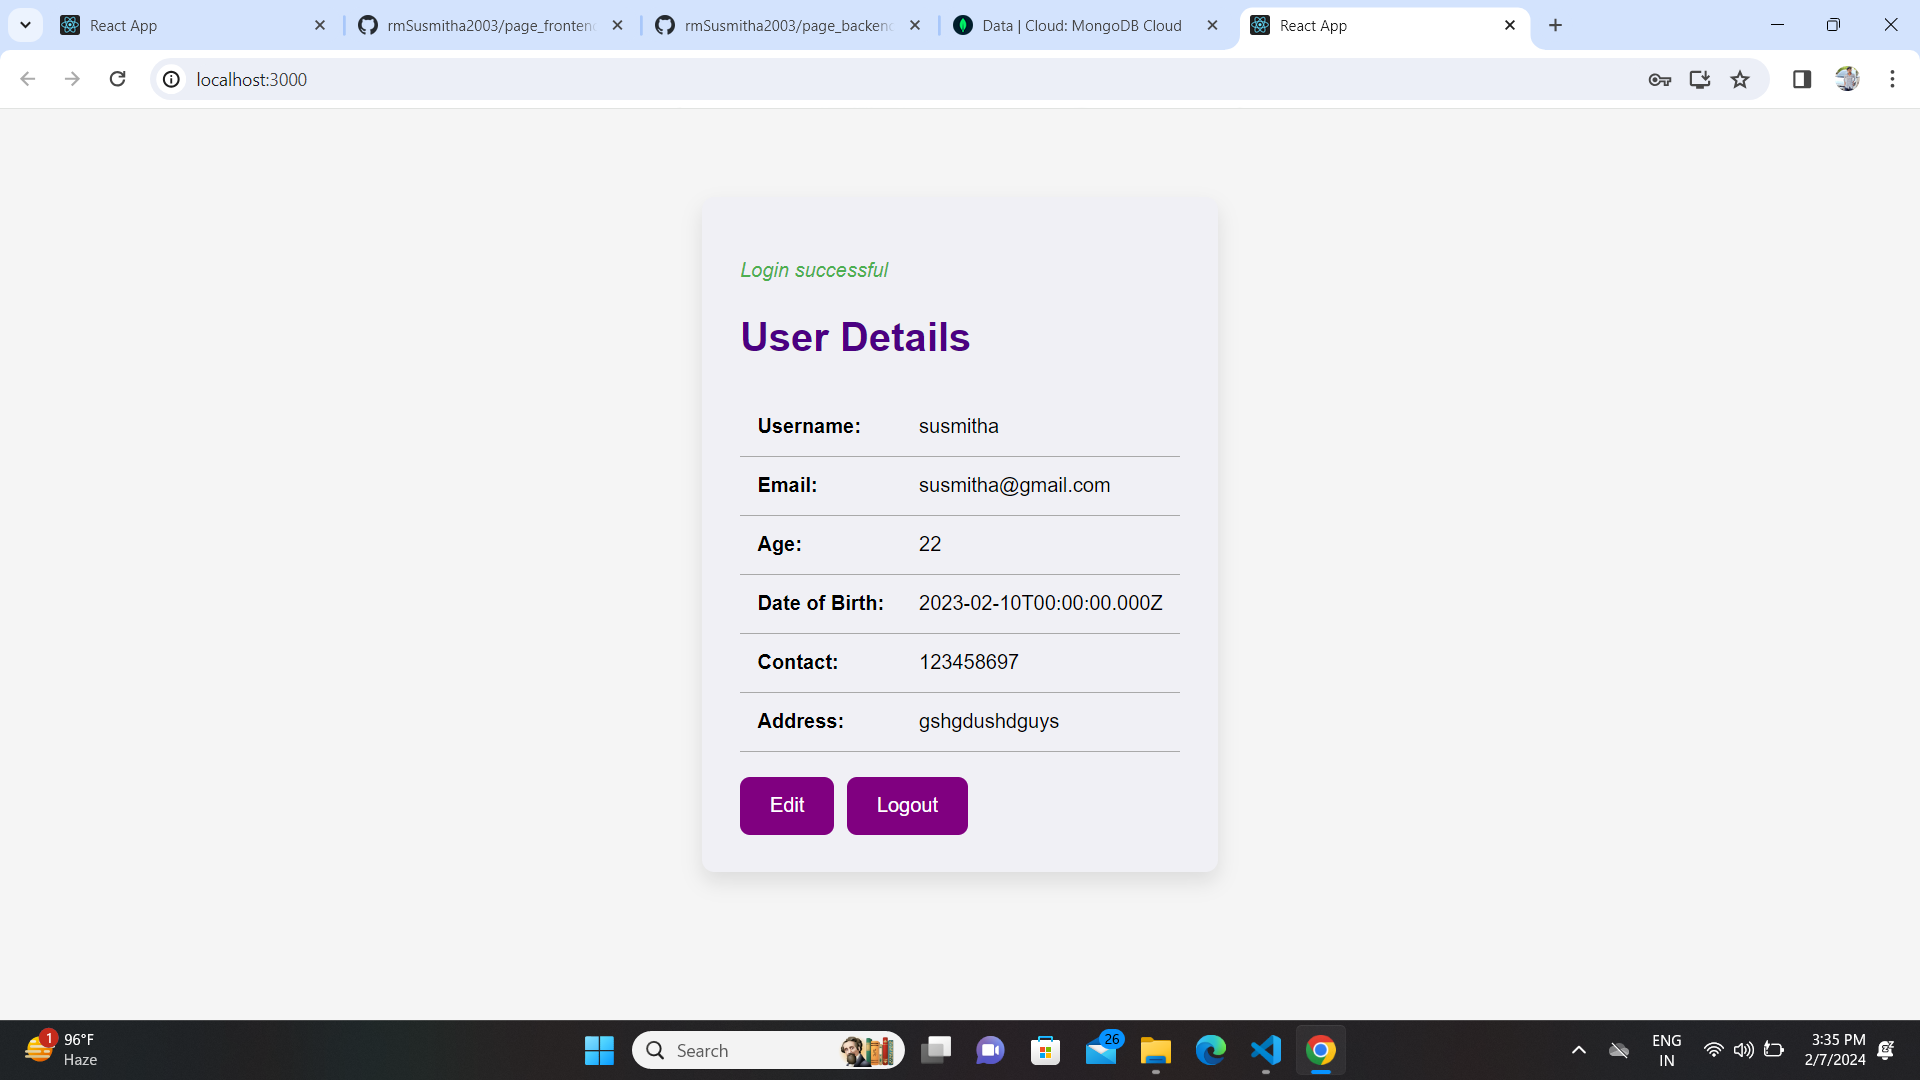 React App
rmSusmitha2003/page_frontend
rmSusmitha2003/page_backend
Data | Cloud: MongoDB Cloud
React App
localhost:3000
Login successful
User Details
Username: susmitha
Email: susmitha@gmail.com
Age: 22
Date of Birth: 2023-02-10T00:00:00.000Z
Contact: 123458697
Address: gshgdushdguys
Edit Logout
1
96°F
Haze
Search
26
ENG
IN
3:35 PM
2/7/2024